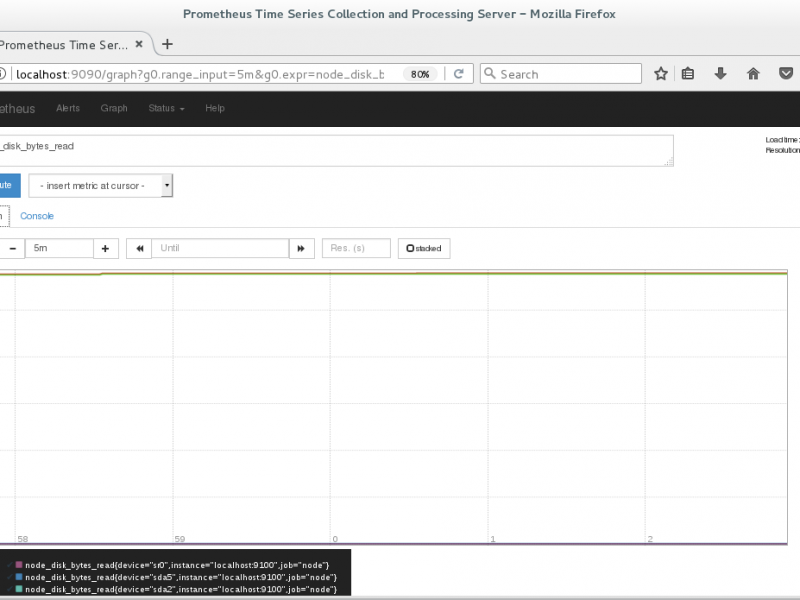 Prometheus Time Series Collection and Processing Server – Mozilla Firefox
Prometheus Time Ser... × +
localhost:9090/graph?g0.range_input=5m&g0.expr=node_disk_b 80% Search
etheus Alerts Graph Status Help
_disk_bytes_read
Load time:
Resolution
ute - insert metric at cursor -
Console
− 5m + Until Res. (s) stacked
58 59 0 1 2
node_disk_bytes_read{device="sr0",instance="localhost:9100",job="node"}
node_disk_bytes_read{device="sda5",instance="localhost:9100",job="node"}
node_disk_bytes_read{device="sda2",instance="localhost:9100",job="node"}